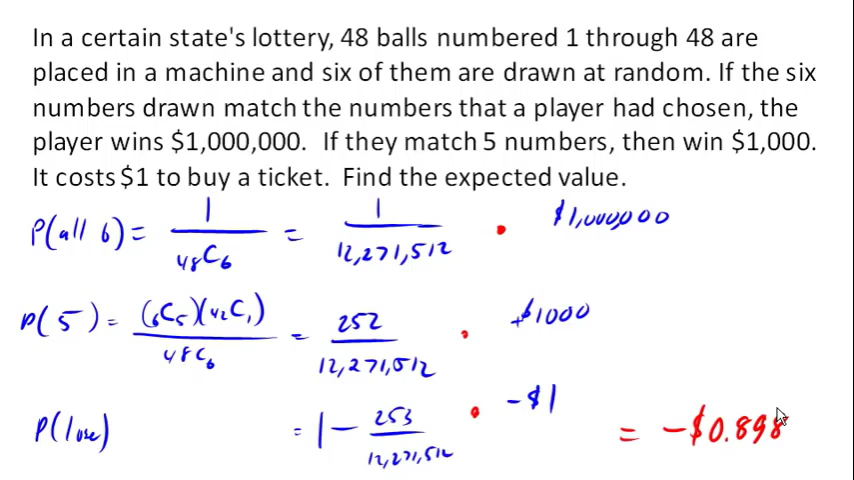 In a certain state's lottery, 48 balls numbered 1 through 48 are
placed in a machine and six of them are drawn at random. If the six
numbers drawn match the numbers that a player had chosen, the
player wins $1,000,000.  If they match 5 numbers, then win $1,000.
It costs $1 to buy a ticket.  Find the expected value.
P(all 6) = 1 / 48C6 = 1 / 12,271,512 • $1,000,000
P(5) = (6C5)(42C1) / 48C6 = 252 / 12,271,512 • +$1000
P(lose) = 1 - 253 / 12,271,512 • -$1 = -$0.898